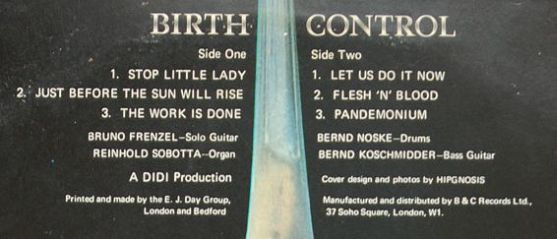 BIRTH CONTROL
Side One
1. STOP LITTLE LADY
2. JUST BEFORE THE SUN WILL RISE
3. THE WORK IS DONE
BRUNO FRENZEL—Solo Guitar
REINHOLD SOBOTTA—Organ
A DIDI Production
Printed and made by the E. J. Day Group,
London and Bedford
Side Two
1. LET US DO IT NOW
2. FLESH 'N' BLOOD
3. PANDEMONIUM
BERND NOSKE—Drums
BERND KOSCHMIDDER—Bass Guitar
Cover design and photos by HIPGNOSIS
Manufactured and distributed by B & C Records Ltd.,
37 Soho Square, London, W1.